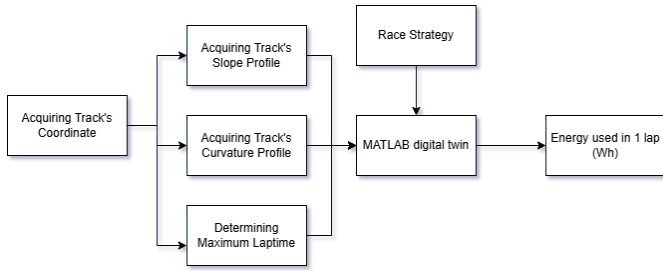 Race Strategy
Acquiring Track's
Slope Profile
Acquiring Track's
Coordinate
Acquiring Track's
Curvature Profile
MATLAB digital twin
Energy used in 1 lap
(Wh)
Determining
Maximum Laptime